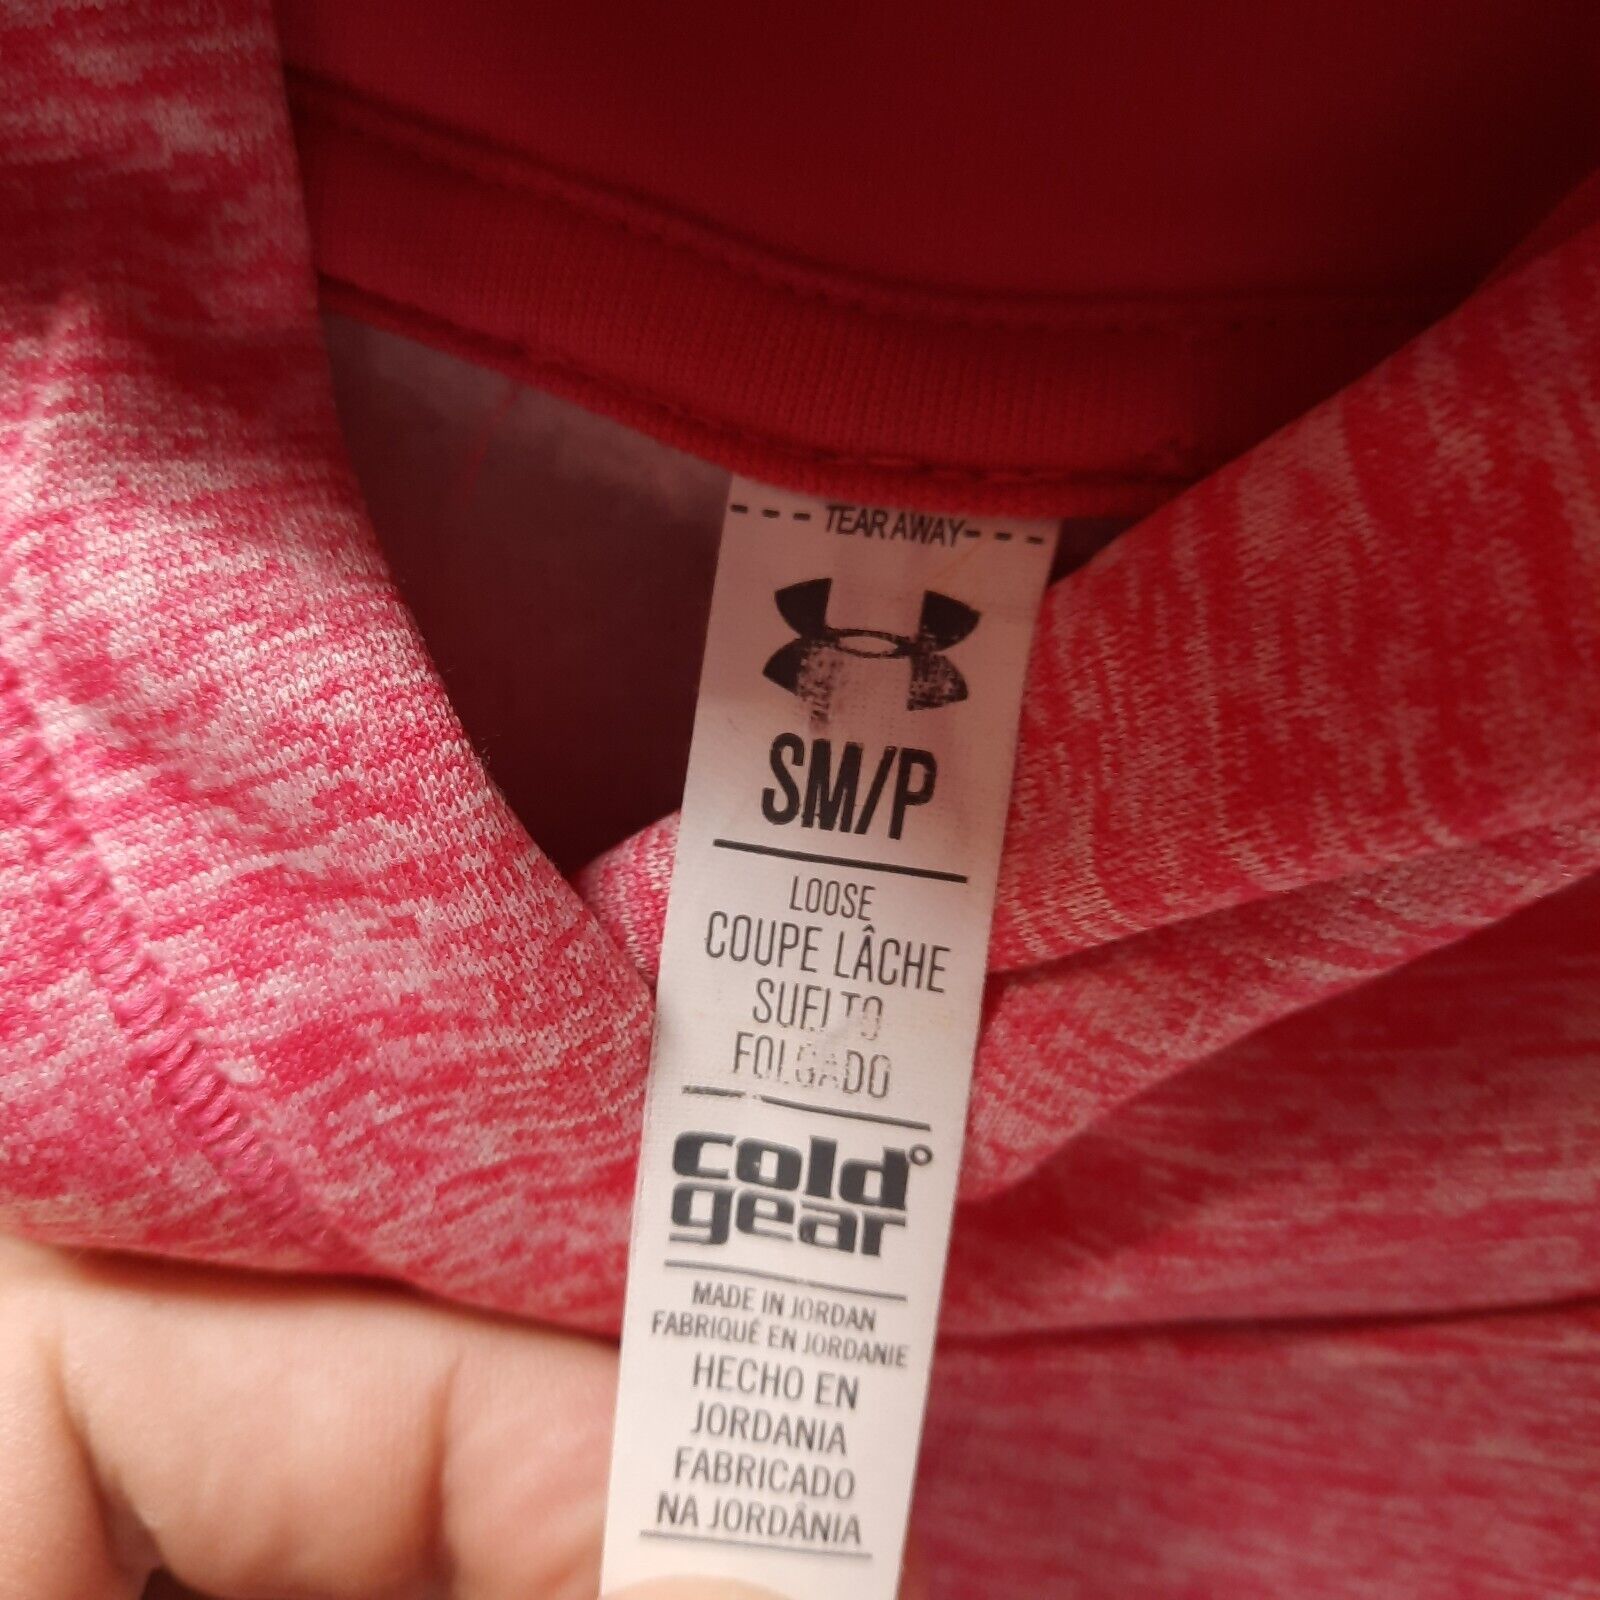 --- TEAR AWAY ---
SM/P
LOOSE
COUPE LÂCHE
SUELTO
FOLGADO
cold°
gear
MADE IN JORDAN
FABRIQUÉ EN JORDANIE
HECHO EN
JORDANIA
FABRICADO
NA JORDÂNIA